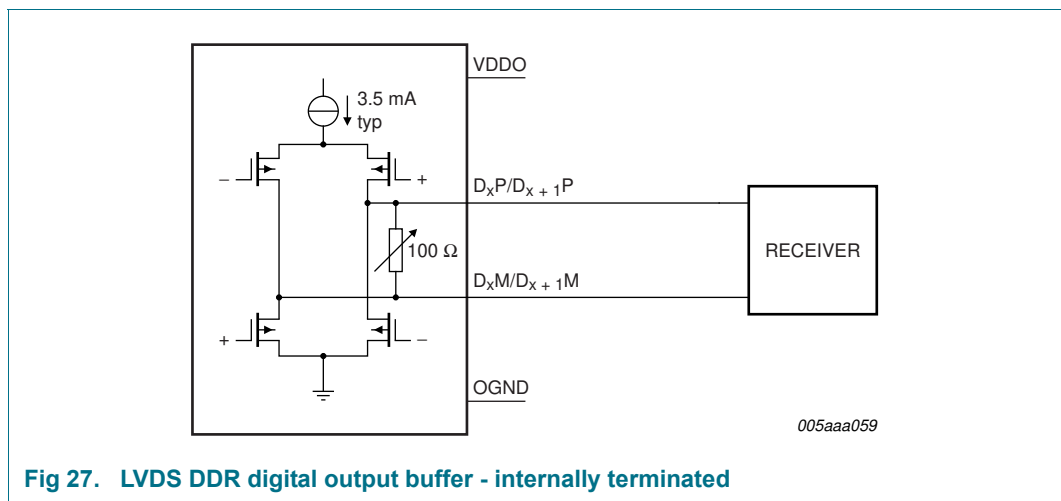 VDDO
3.5 mA
typ
− +
DxP/Dx + 1P
100 Ω
RECEIVER
DxM/Dx + 1M
+ −
OGND
005aaa059
Fig 27. LVDS DDR digital output buffer - internally terminated